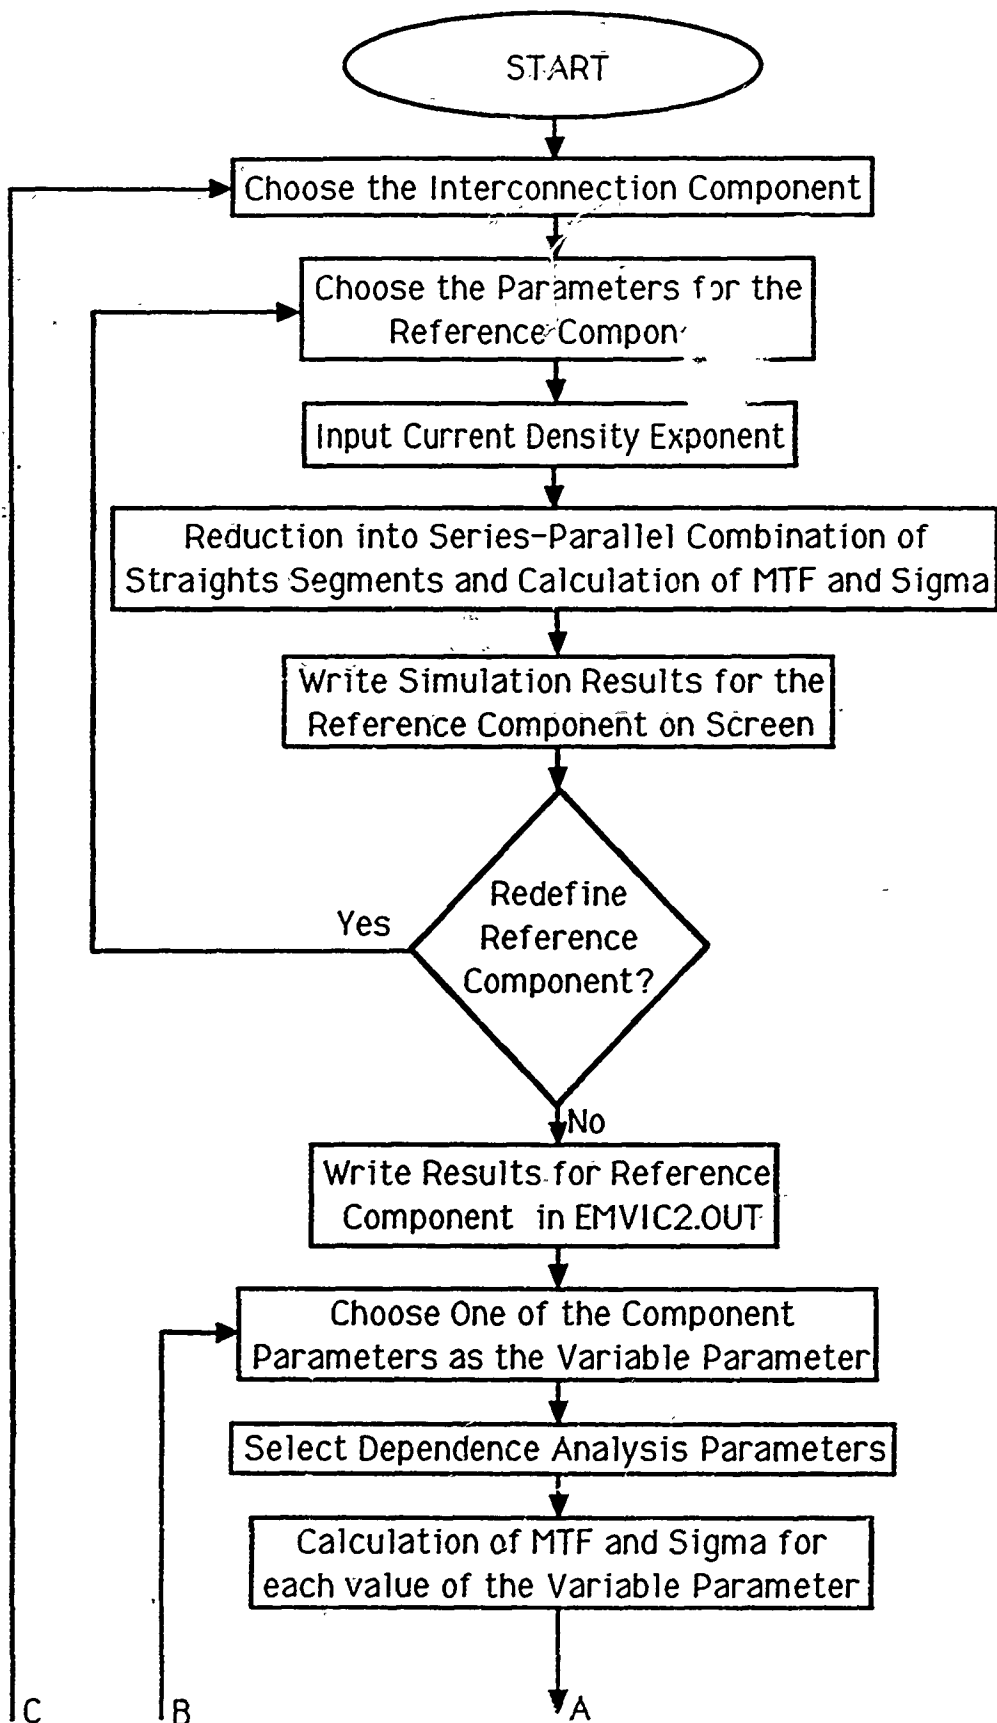 START
Choose the Interconnection Component
Choose the Parameters for the
Reference Compon
Input Current Density Exponent
Reduction into Series-Parallel Combination of
Straights Segments and Calculation of MTF and Sigma
Write Simulation Results for the
Reference Component on Screen
Redefine
Reference
Component?
Yes
No
Write Results for Reference
Component in EMVIC2.OUT
Choose One of the Component
Parameters as the Variable Parameter
Select Dependence Analysis Parameters
Calculation of MTF and Sigma for
each value of the Variable Parameter
C
B
A